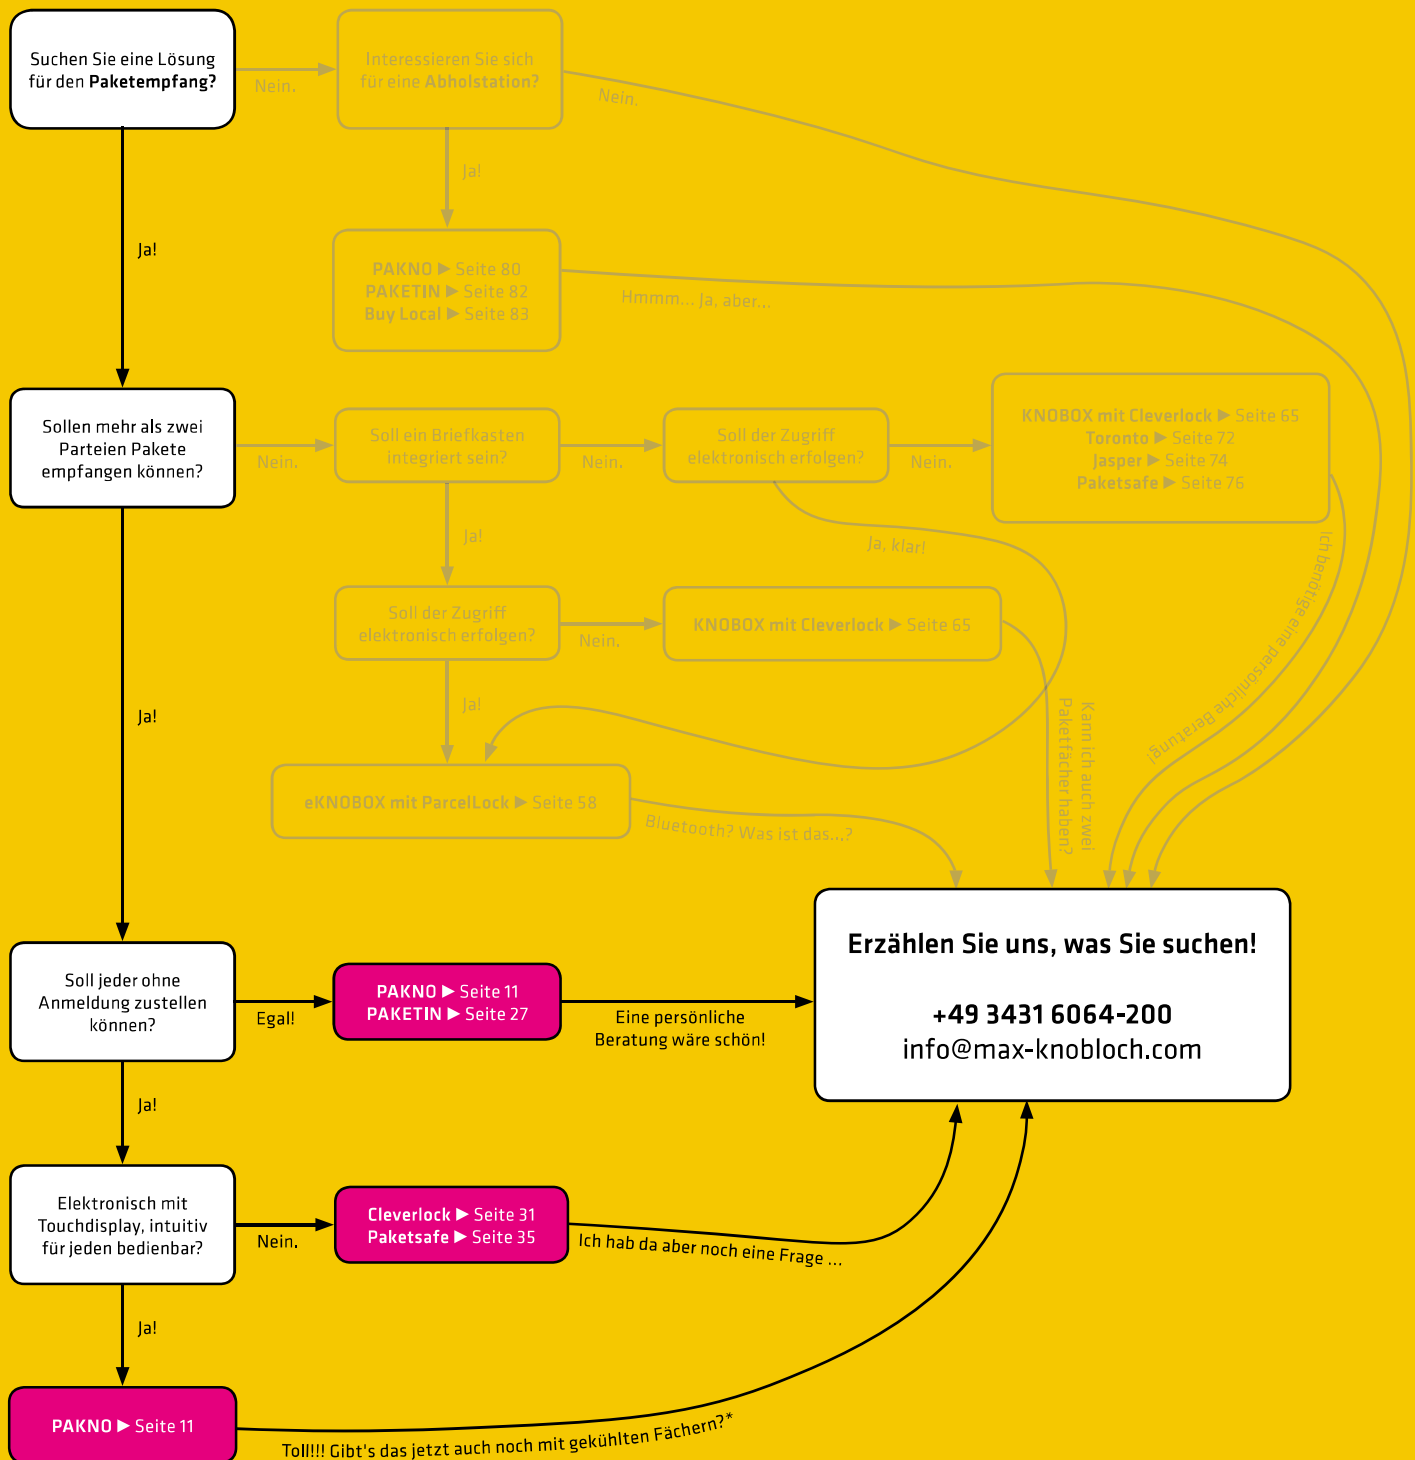 Suchen Sie eine Lösung
für den Paketempfang?
Nein.
Interessieren Sie sich
für eine Abholstation?
Nein.
Ja!
Ja!
PAKNO ► Seite 80
PAKETIN ► Seite 82
Buy Local ► Seite 83
Hmmm... Ja, aber...
Sollen mehr als zwei
Parteien Pakete
empfangen können?
Nein.
Soll ein Briefkasten
integriert sein?
Nein.
Soll der Zugriff
elektronisch erfolgen?
Nein.
KNOBOX mit Cleverlock ► Seite 65
Toronto ► Seite 72
Jasper ► Seite 74
Paketsafe ► Seite 76
Ich benötige eine persönliche Beratung!
Ja!
Ja, klar!
Soll der Zugriff
elektronisch erfolgen?
Nein.
KNOBOX mit Cleverlock ► Seite 65
Kann ich auch zwei
Paketfächer haben?
Ja!
Ja!
eKNOBOX mit ParcelLock ► Seite 58
Bluetooth? Was ist das...?
Soll jeder ohne
Anmeldung zustellen
können?
Egal!
PAKNO ► Seite 11
PAKETIN ► Seite 27
Eine persönliche
Beratung wäre schön!
Erzählen Sie uns, was Sie suchen!
+49 3431 6064-200
info@max-knobloch.com
Ja!
Elektronisch mit
Touchdisplay, intuitiv
für jeden bedienbar?
Nein.
Cleverlock ► Seite 31
Paketsafe ► Seite 35
Ich hab da aber noch eine Frage ...
Ja!
PAKNO ► Seite 11
Toll!!! Gibt's das jetzt auch noch mit gekühlten Fächern?*